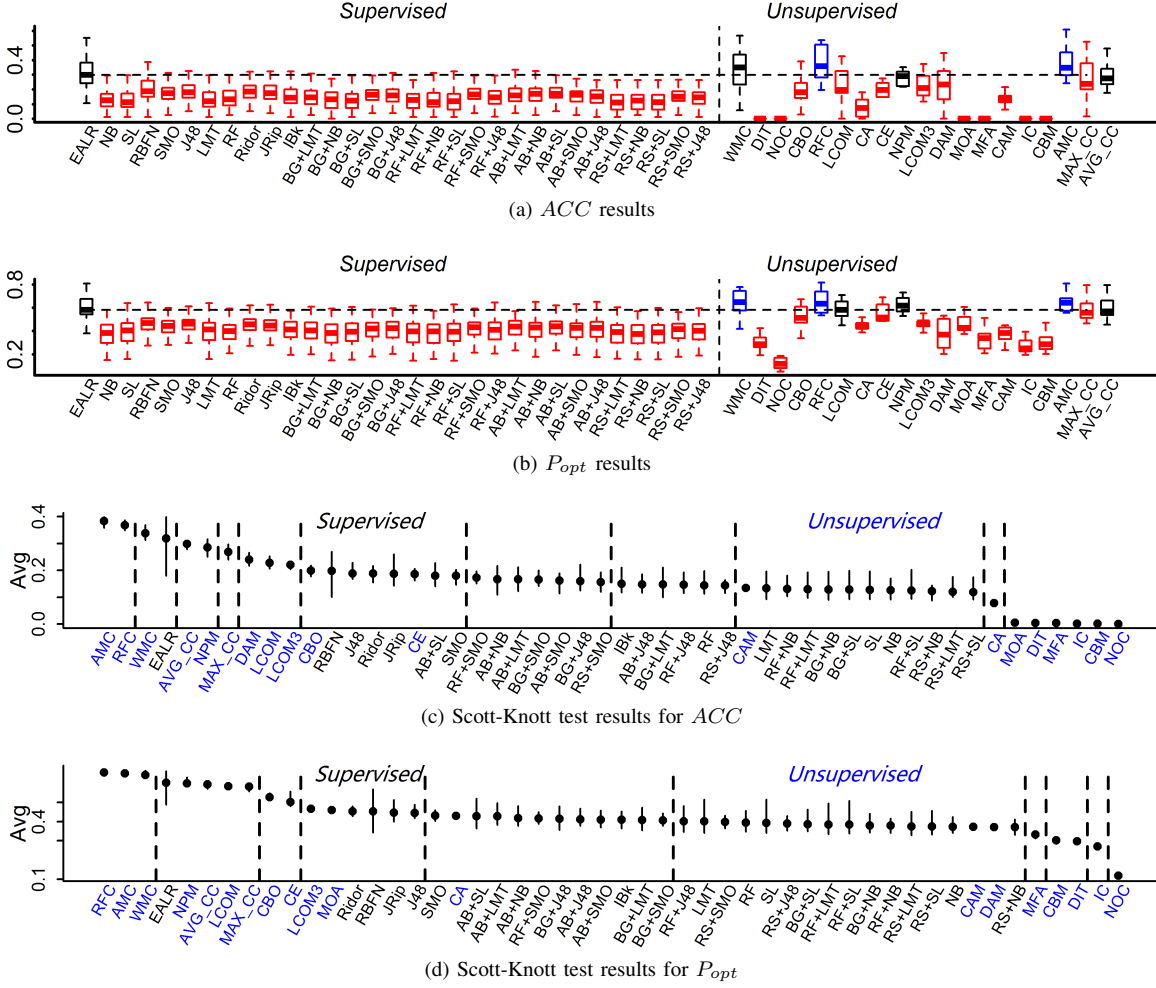 Supervised Unsupervised
0.0 0.4
EALR NB SL RBFN SMO J48 LMT RF Ridor JRip IBk BG+LMT BG+NB BG+SL BG+SMO BG+J48 RF+LMT RF+NB RF+SL RF+SMO RF+J48 AB+LMT AB+NB AB+SL AB+SMO AB+J48 RS+LMT RS+NB RS+SL RS+SMO RS+J48 WMC DIT NOC CBO RFC LCOM CA CE NPM LCOM3 DAM MOA MFA CAM IC CBM AMC MAX_CC AVG_CC
(a) ACC results
Supervised Unsupervised
0.2 0.8
EALR NB SL RBFN SMO J48 LMT RF Ridor JRip IBk BG+LMT BG+NB BG+SL BG+SMO BG+J48 RF+LMT RF+NB RF+SL RF+SMO RF+J48 AB+LMT AB+NB AB+SL AB+SMO AB+J48 RS+LMT RS+NB RS+SL RS+SMO RS+J48 WMC DIT NOC CBO RFC LCOM CA CE NPM LCOM3 DAM MOA MFA CAM IC CBM AMC MAX_CC AVG_CC
(b) Popt results
Supervised Unsupervised
Avg
0.0 0.2 0.4
AMC RFC WMC EALR AVG_CC NPM MAX_CC DAM LCOM LCOM3 CBO RBFN J48 Ridor JRip CE AB+SL SMO RF+SMO AB+NB AB+LMT BG+SMO AB+SMO BG+J48 RS+SMO IBk AB+J48 BG+LMT RF+J48 RF RS+J48 CAM LMT RF+NB RF+LMT BG+NB BG+SL SL NB RF+SL RS+NB RS+LMT RS+SL CA MOA DIT MFA IC CBM NOC
(c) Scott-Knott test results for ACC
Supervised Unsupervised
Avg
0.1 0.4
RFC AMC WMC EALR NPM AVG_CC LCOM MAX_CC CBO CE LCOM3 MOA Ridor RBFN JRip J48 SMO CA AB+SL AB+LMT AB+NB RF+SMO BG+J48 AB+J48 AB+SMO IBk BG+LMT BG+SMO RF+J48 LMT RS+SMO RF SL RS+J48 BG+SL RF+LMT RF+SL BG+NB RF+NB RS+LMT RS+SL NB CAM DAM RS+NB MFA CBM DIT IC NOC
(d) Scott-Knott test results for Popt